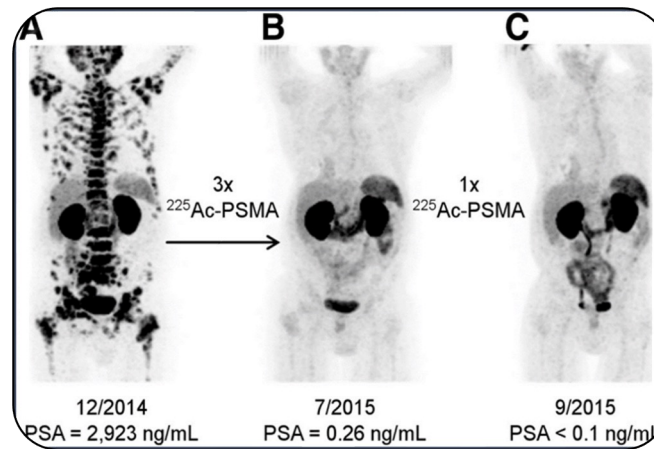 A
B
C
3x
²²⁵Ac-PSMA
1x
²²⁵Ac-PSMA
12/2014
PSA = 2,923 ng/mL
7/2015
PSA = 0.26 ng/mL
9/2015
PSA < 0.1 ng/mL